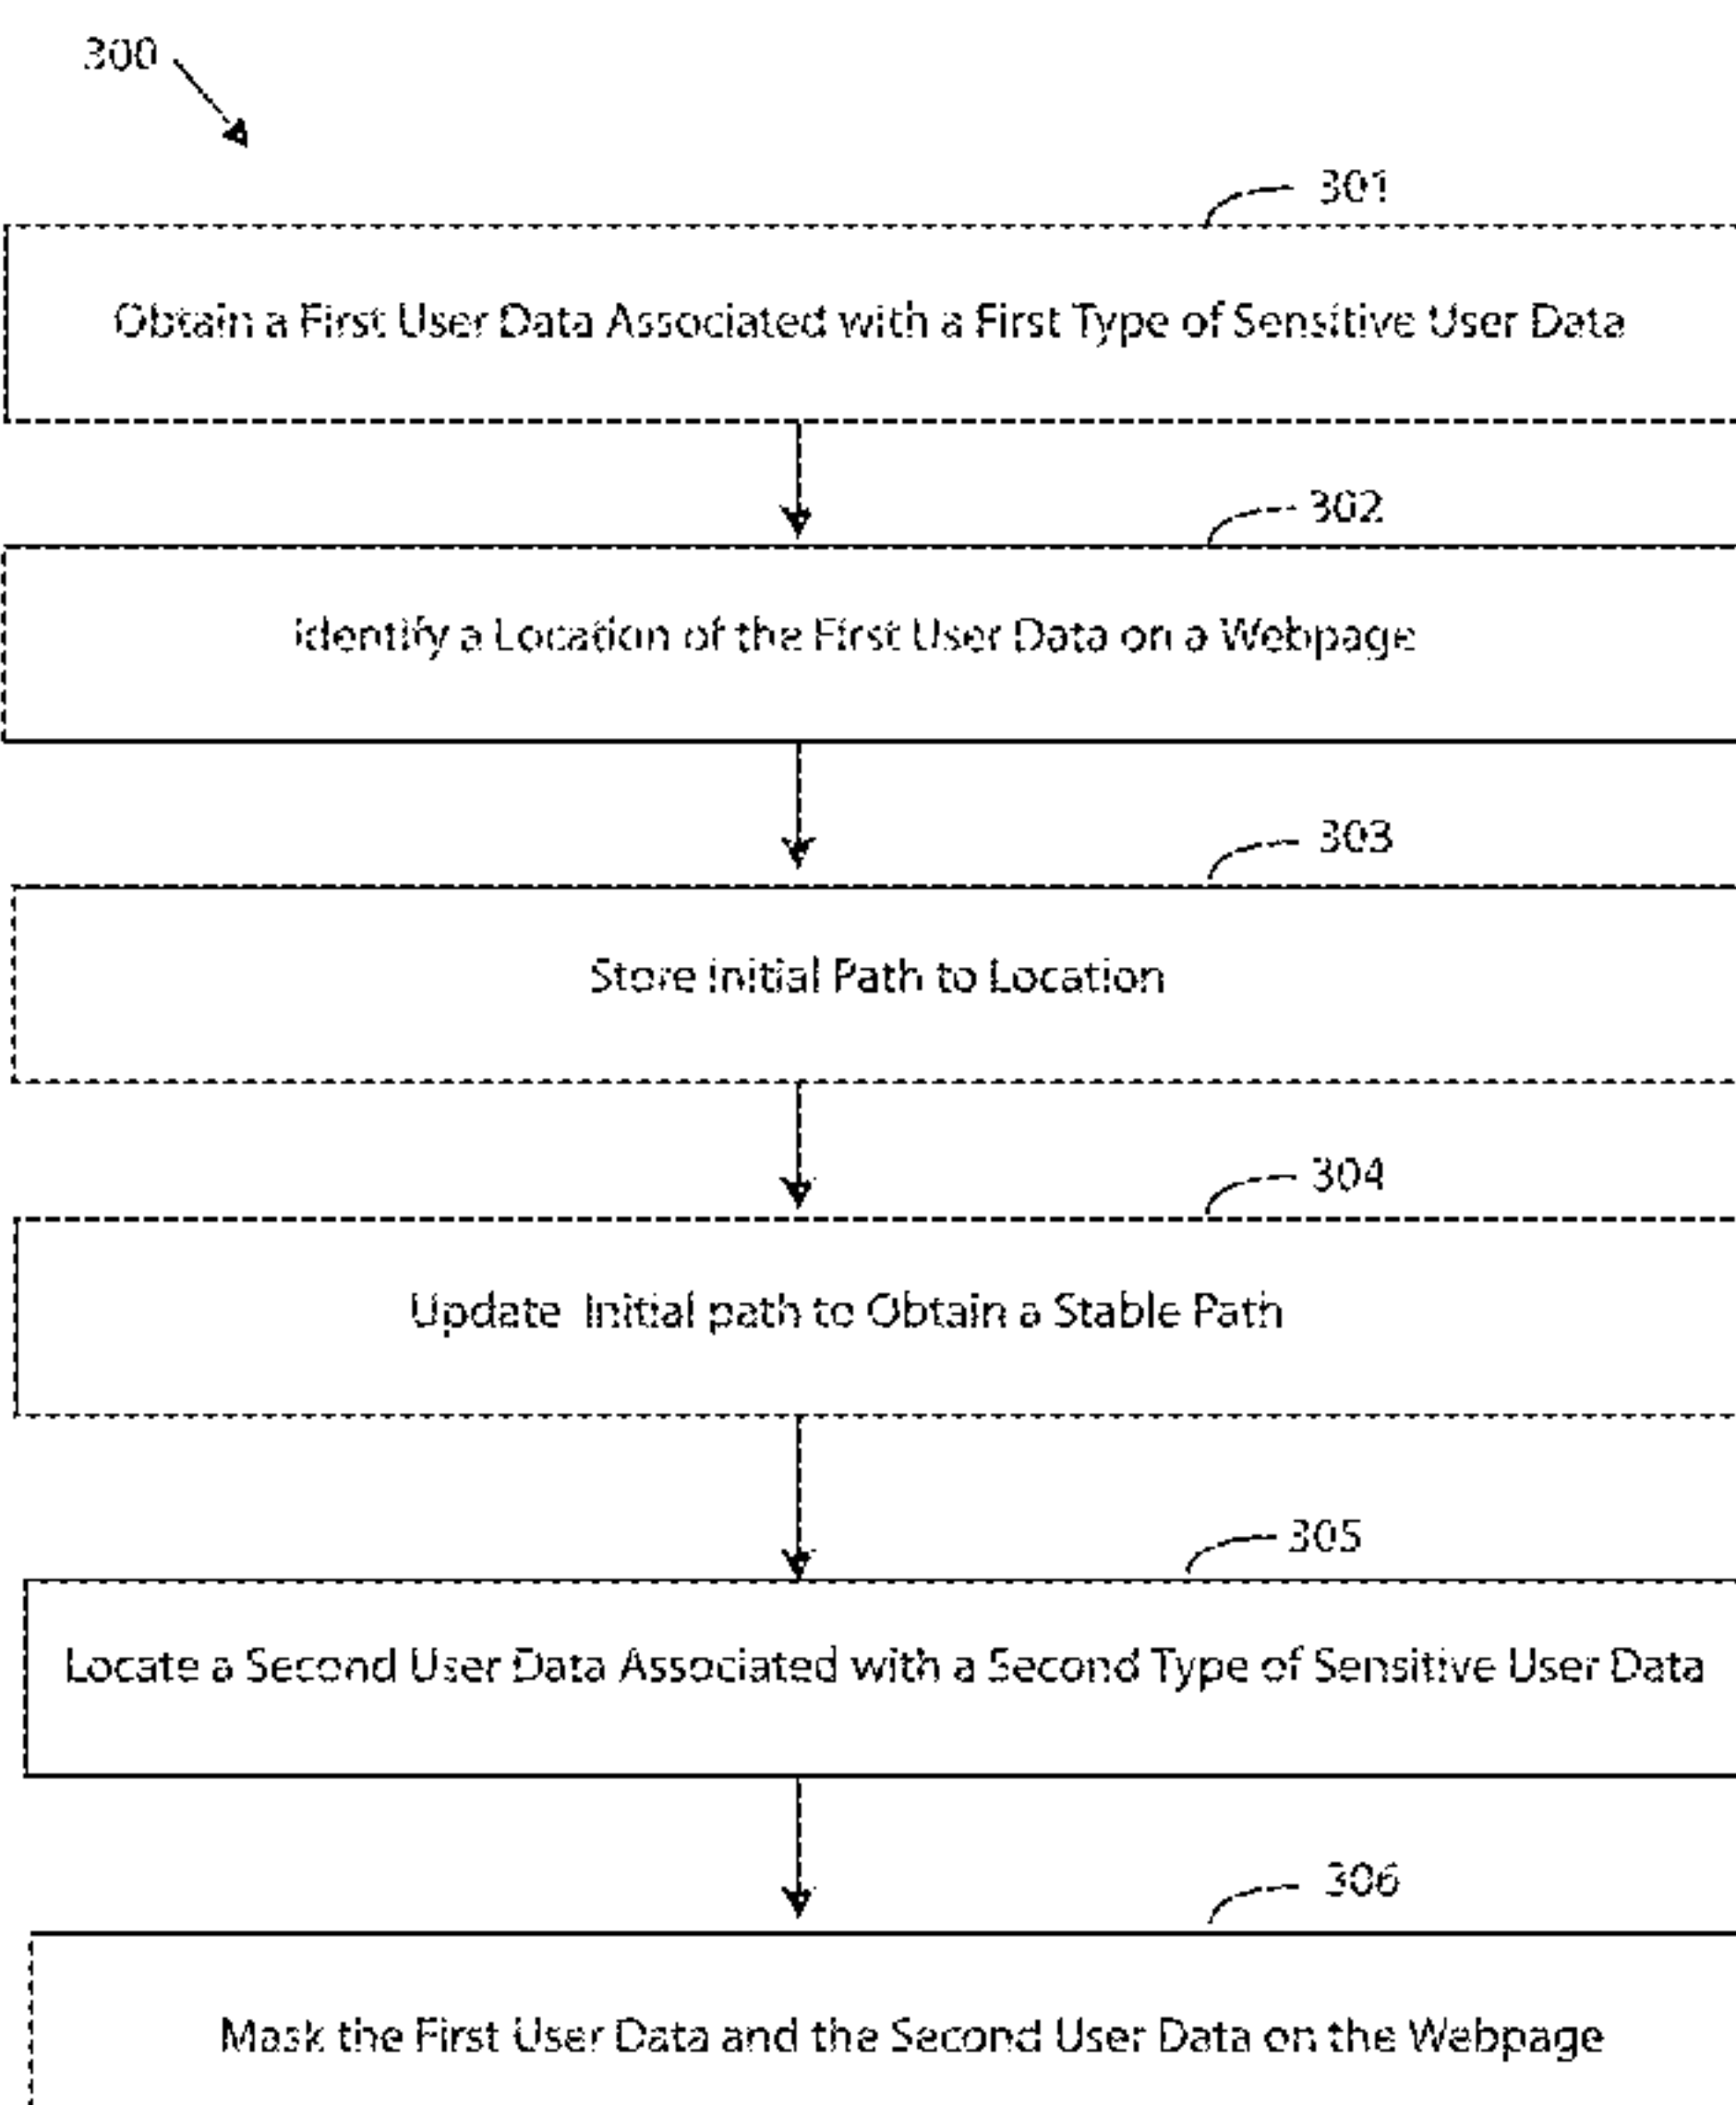 300
301
Obtain a First User Data Associated with a First Type of Sensitive User Data
302
Identify a Location of the First User Data on a Webpage
303
Store Initial Path to Location
304
Update Initial path to Obtain a Stable Path
305
Locate a Second User Data Associated with a Second Type of Sensitive User Data
306
Mask the First User Data and the Second User Data on the Webpage